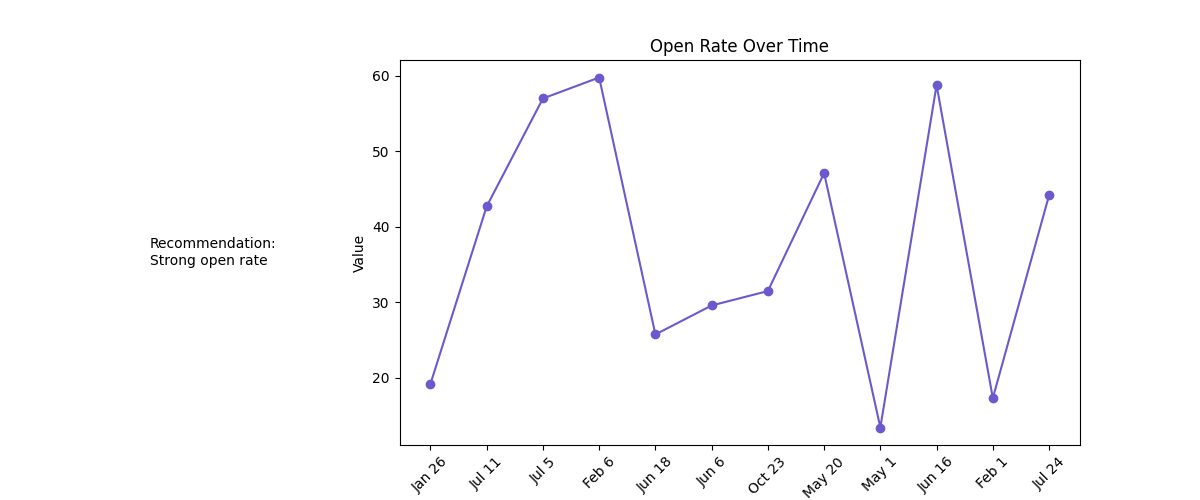 Open Rate Over Time
Recommendation:
Strong open rate
Value
60
50
40
30
20
Jan 26
Jul 11
Jul 5
Feb 6
Jun 18
Jun 6
Oct 23
May 20
May 1
Jun 16
Feb 1
Jul 24